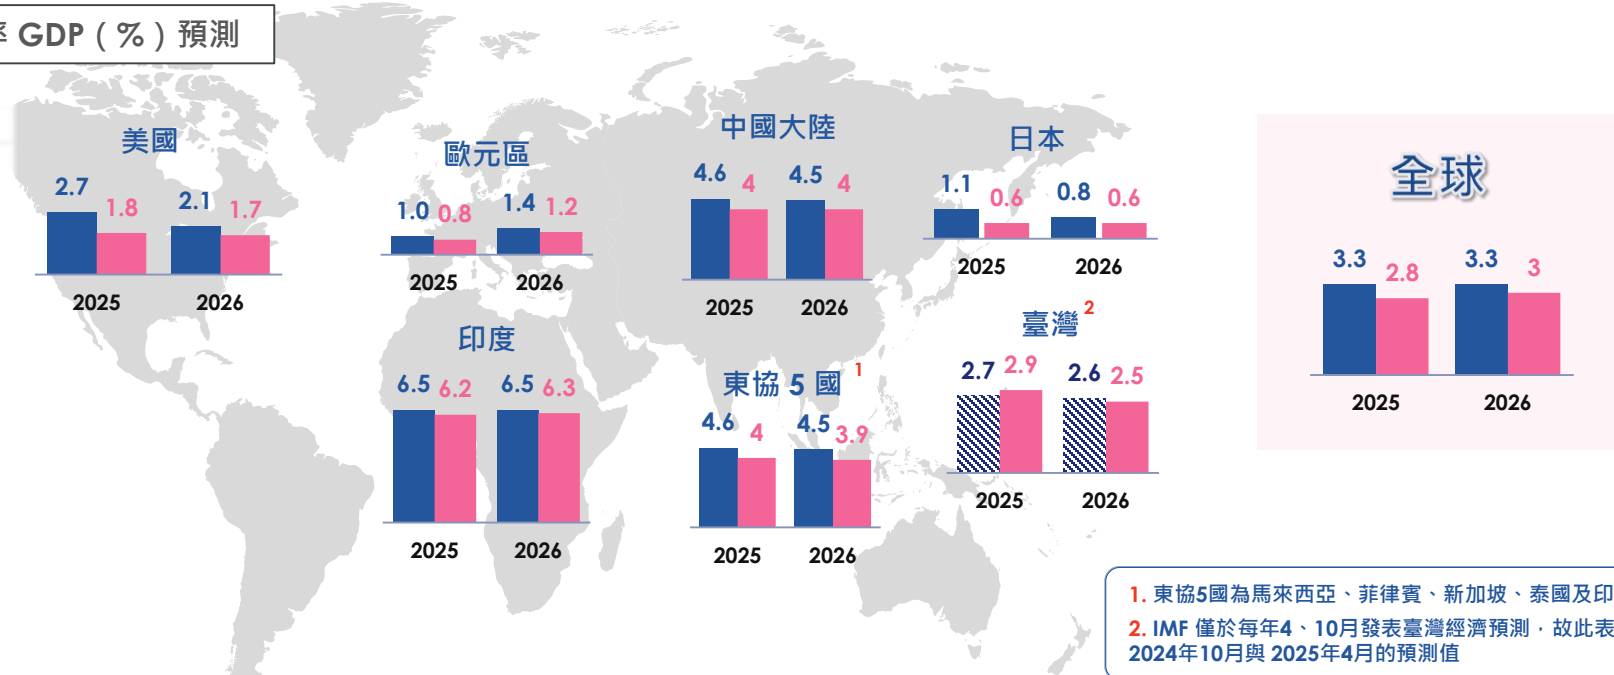 GDP（%）預測
美國
2.7 1.8 2.1 1.7
2025 2026
歐元區
1.0 0.8 1.4 1.2
2025 2026
中國大陸
4.6 4 4.5 4
2025 2026
日本
1.1 0.6 0.8 0.6
2025 2026
全球
3.3 2.8 3.3 3
2025 2026
印度
6.5 6.2 6.5 6.3
2025 2026
東協 5 國 1
4.6 4 4.5 3.9
2025 2026
臺灣 2
2.7 2.9 2.6 2.5
2025 2026
1. 東協5國為馬來西亞、菲律賓、新加坡、泰國及印
2. IMF 僅於每年4、10月發表臺灣經濟預測，故此表
2024年10月與 2025年4月的預測值